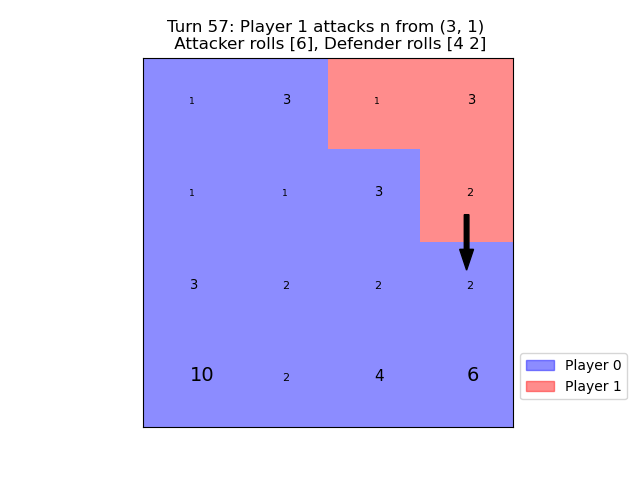 Turn 57: Player 1 attacks n from (3, 1)
Attacker rolls [6], Defender rolls [4 2]
1 3 1 3
1 1 3 2
3 2 2 2
10 2 4 6
Player 0
Player 1